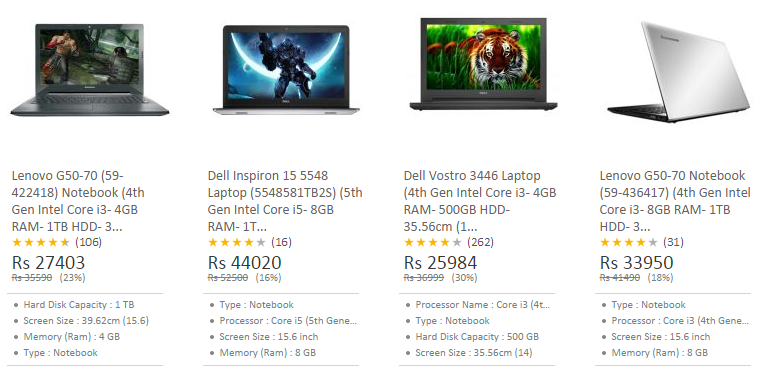 Lenovo G50-70 (59-
422418) Notebook (4th
Gen Intel Core i3- 4GB
RAM- 1TB HDD- 3...
(106)
Rs 27403
Rs 35590 (23%)
Hard Disk Capacity : 1 TB
Screen Size : 39.62cm (15.6)
Memory (Ram) : 4 GB
Type : Notebook
Dell Inspiron 15 5548
Laptop (5548581TB2S) (5th
Gen Intel Core i5- 8GB
RAM- 1T...
(16)
Rs 44020
Rs 52500 (16%)
Type : Notebook
Processor : Core i5 (5th Gene...
Screen Size : 15.6 inch
Memory (Ram) : 8 GB
Dell Vostro 3446 Laptop
(4th Gen Intel Core i3- 4GB
RAM- 500GB HDD-
35.56cm (1...
(262)
Rs 25984
Rs 36999 (30%)
Processor Name : Core i3 (4t...
Type : Notebook
Hard Disk Capacity : 500 GB
Screen Size : 35.56cm (14)
Lenovo G50-70 Notebook
(59-436417) (4th Gen Intel
Core i3- 8GB RAM- 1TB
HDD- 3...
(31)
Rs 33950
Rs 41490 (18%)
Type : Notebook
Processor : Core i3 (4th Gene...
Screen Size : 15.6 inch
Memory (Ram) : 8 GB